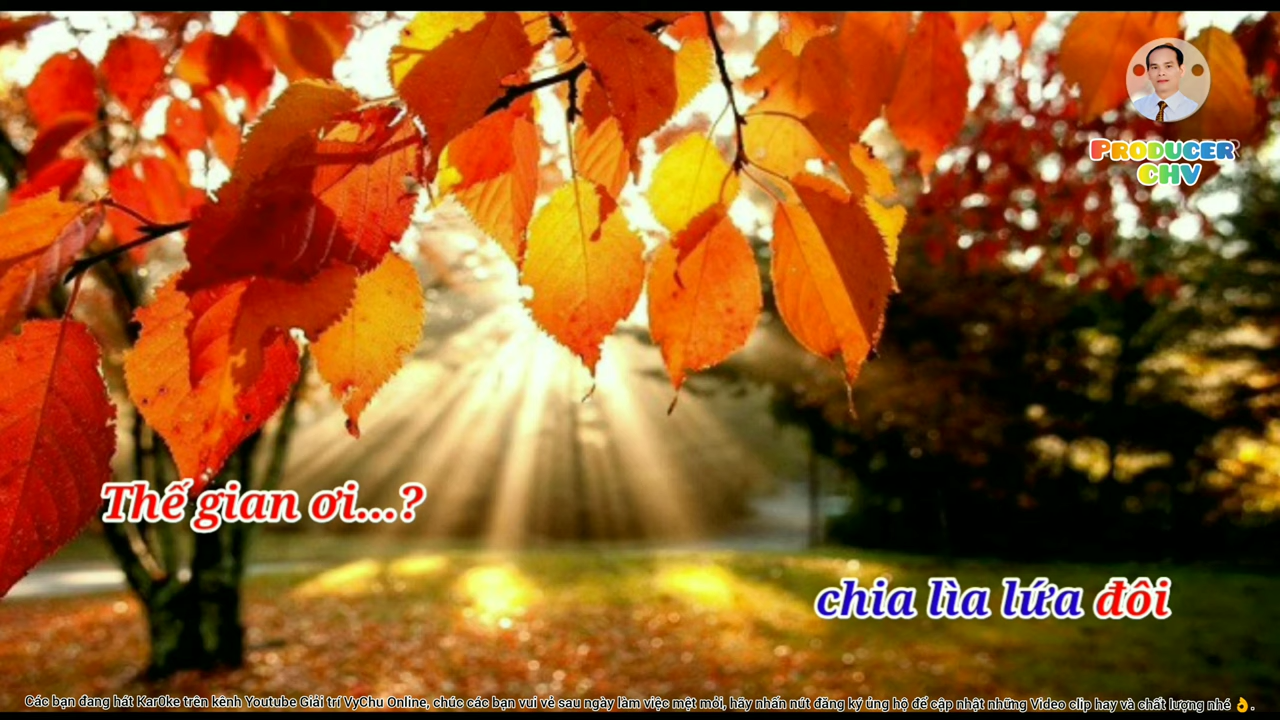 PRODUCER
CHV
Thế gian ơi...?
chia lìa lứa đôi
Các bạn đang hát Kar0ke trên kênh Youtube Giải trí VyChu Online, chúc các bạn vui vẻ sau ngày làm việc mệt mỏi, hãy nhấn nút đăng ký ủng hộ để cập nhật những Video clip hay và chất lượng nhé 👌.